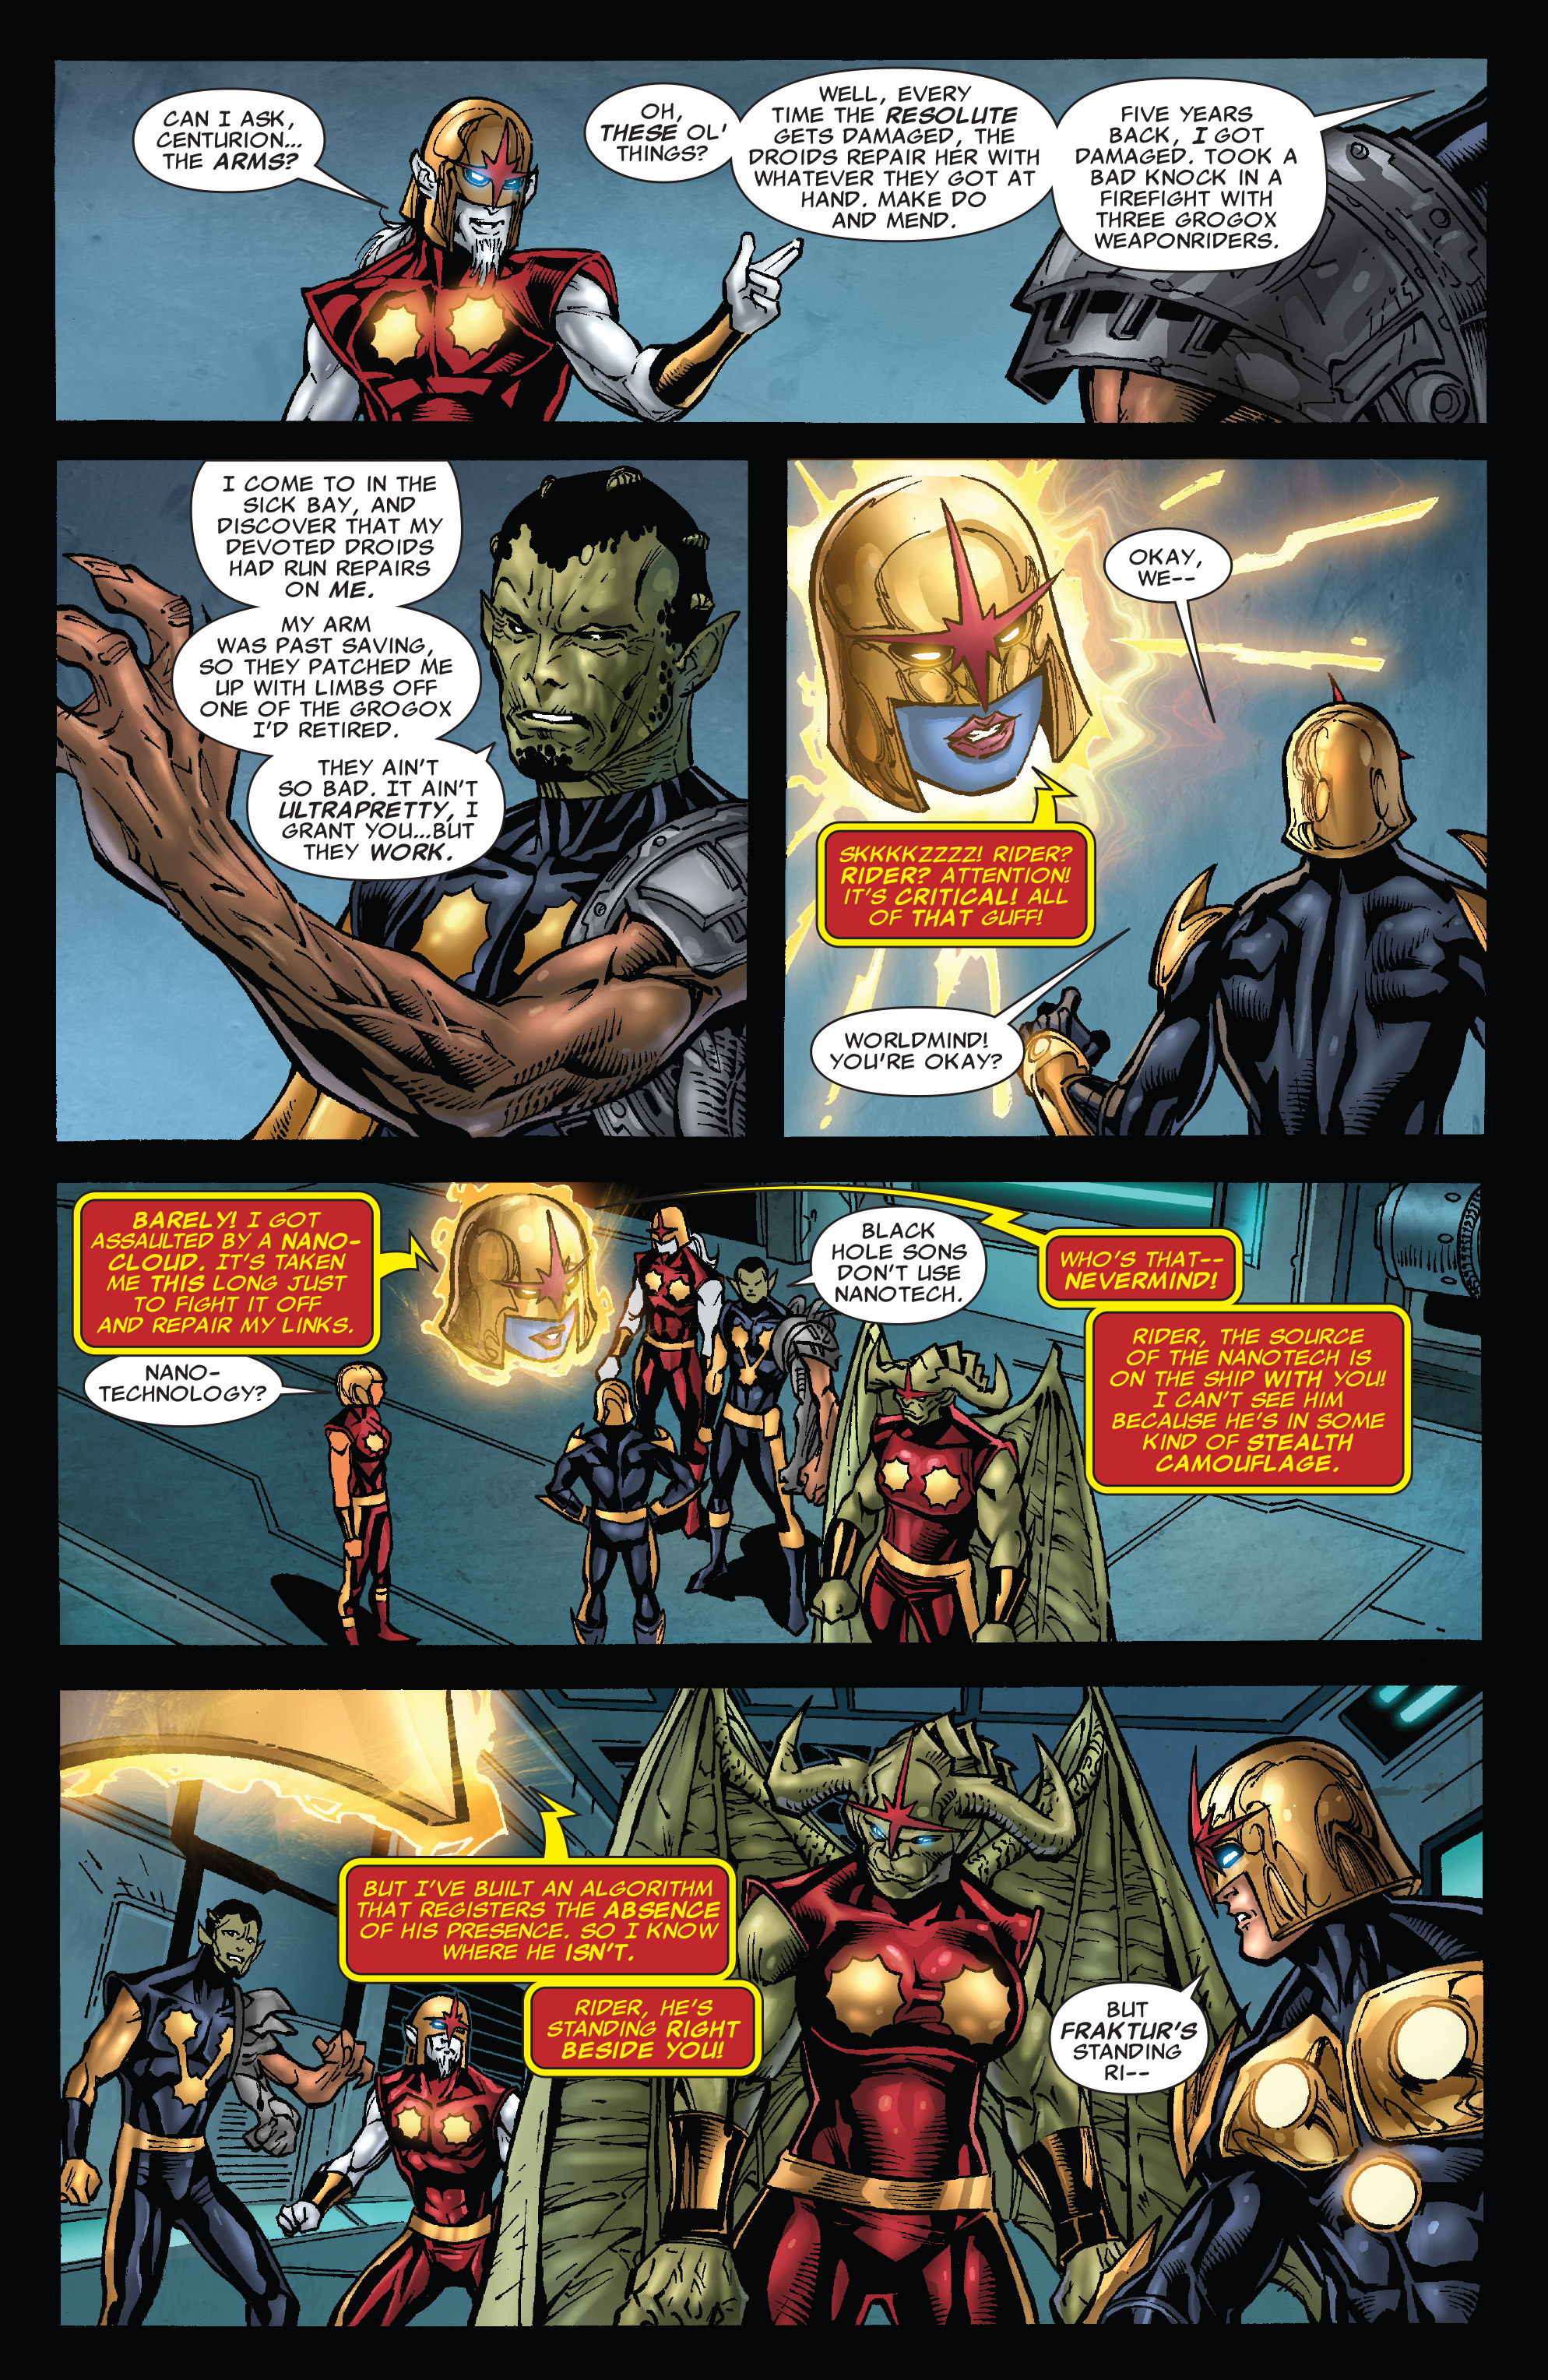 CAN I ASK,
CENTURION...
THE ARMS?
OH,
THESE OL'
THINGS?
WELL, EVERY
TIME THE RESOLUTE
GETS DAMAGED, THE
DROIDS REPAIR HER WITH
WHATEVER THEY GOT AT
HAND. MAKE DO
AND MEND.
FIVE YEARS
BACK, I GOT
DAMAGED. TOOK A
BAD KNOCK IN A
FIREFIGHT WITH
THREE GROGOX
WEAPONRIDERS.
I COME TO IN THE
SICK BAY, AND
DISCOVER THAT MY
DEVOTED DROIDS
HAD RUN REPAIRS
ON ME.
MY ARM
WAS PAST SAVING,
SO THEY PATCHED ME
UP WITH LIMBS OFF
ONE OF THE GROGOX
I'D RETIRED.
THEY AIN'T
SO BAD. IT AIN'T
ULTRAPRETTY, I
GRANT YOU...BUT
THEY WORK.
OKAY,
WE--
SKKKKZZZZ! RIDER?
RIDER? ATTENTION!
IT'S CRITICAL! ALL
OF THAT GUFF!
WORLDMIND!
YOU'RE OKAY?
BARELY! I GOT
ASSAULTED BY A NANO-
CLOUD. IT'S TAKEN
ME THIS LONG JUST
TO FIGHT IT OFF
AND REPAIR MY LINKS.
NANO-
TECHNOLOGY?
BLACK
HOLE SONS
DON'T USE
NANOTECH.
WHO'S THAT--
NEVERMIND!
RIDER, THE SOURCE
OF THE NANOTECH IS
ON THE SHIP WITH YOU!
I CAN'T SEE HIM
BECAUSE HE'S IN SOME
KIND OF STEALTH
CAMOUFLAGE.
BUT I'VE BUILT AN ALGORITHM
THAT REGISTERS THE ABSENCE
OF HIS PRESENCE. SO I KNOW
WHERE HE ISN'T.
RIDER, HE'S
STANDING RIGHT
BESIDE YOU!
BUT
FRAKTUR'S
STANDING
RI--